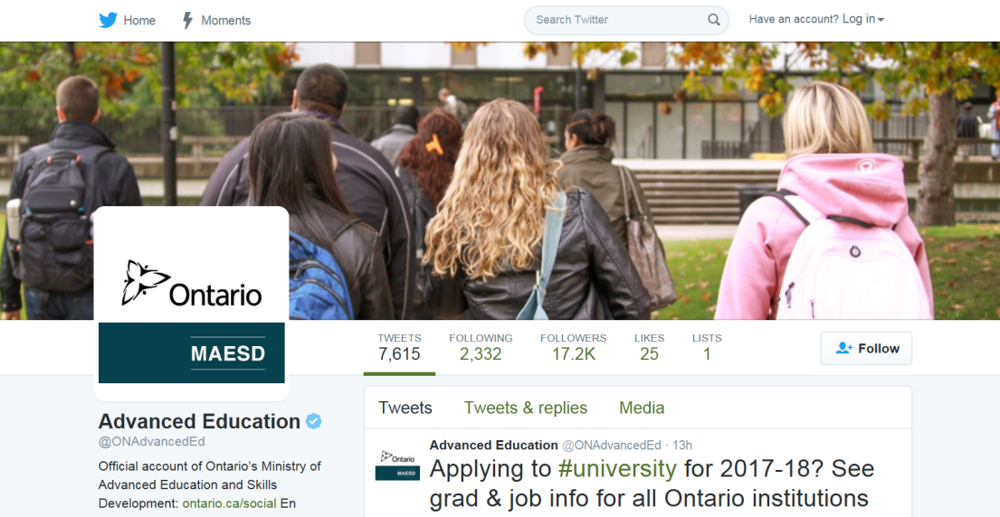 Home
Moments
Search Twitter
Have an account? Log in
Ontario
MAESD
TWEETS
7,615
FOLLOWING
2,332
FOLLOWERS
17.2K
LIKES
25
LISTS
1
Follow
Advanced Education
@ONAdvancedEd
Official account of Ontario's Ministry of
Advanced Education and Skills
Development: ontario.ca/social En
Tweets
Tweets & replies
Media
Ontario
MAESD
Advanced Education @ONAdvancedEd · 13h
Applying to #university for 2017-18? See
grad & job info for all Ontario institutions